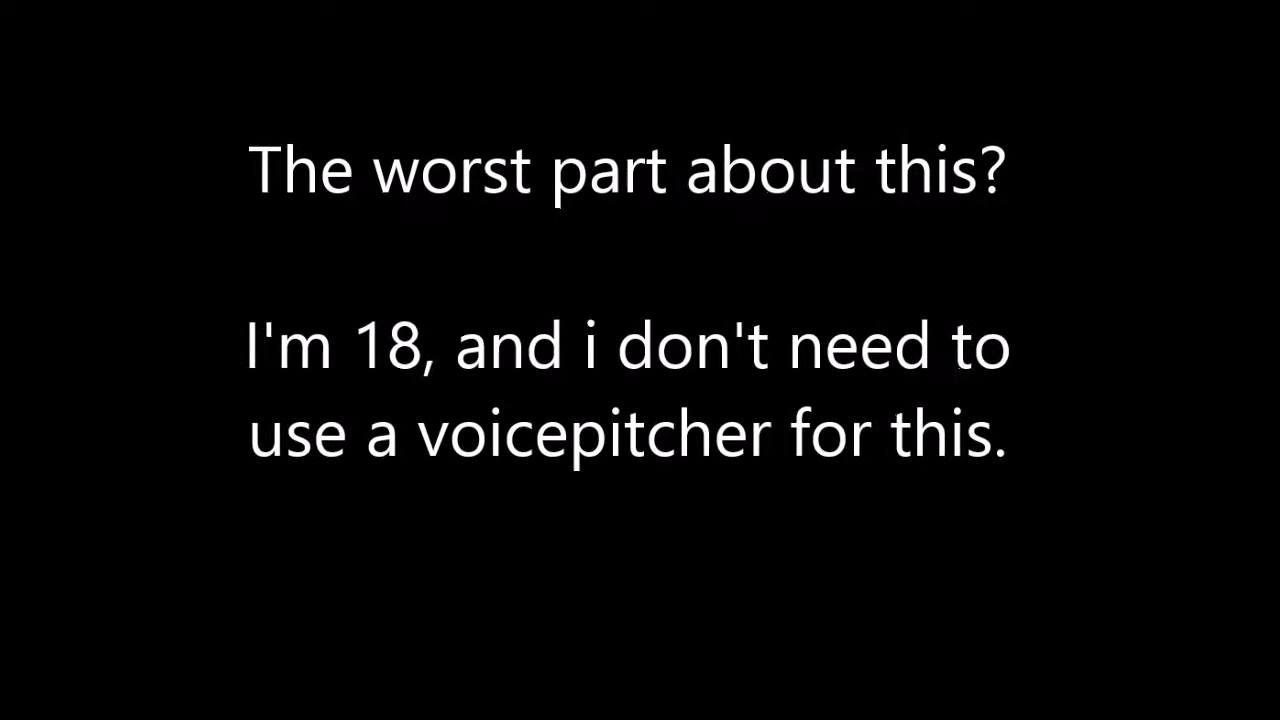 The worst part about this?
I'm 18, and i don't need to
use a voicepitcher for this.